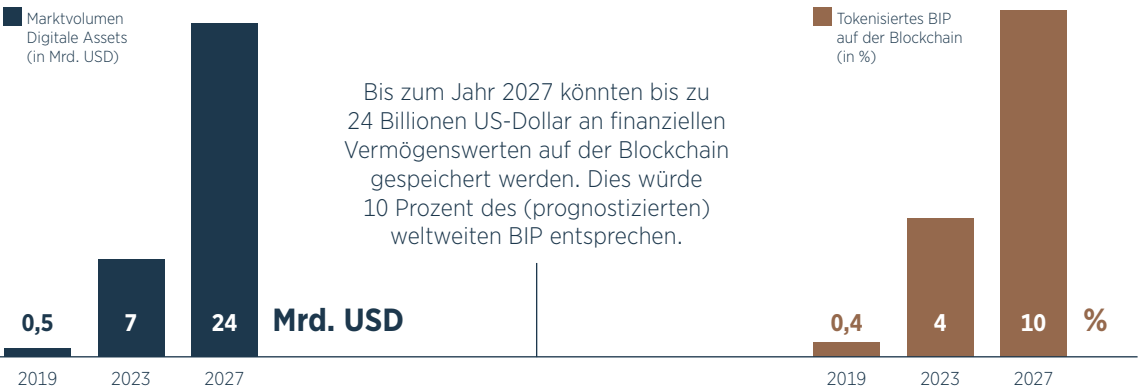 Marktvolumen
Digitale Assets
(in Mrd. USD)
0,5
7
24
Mrd. USD
2019
2023
2027
Bis zum Jahr 2027 könnten bis zu
24 Billionen US-Dollar an finanziellen
Vermögenswerten auf der Blockchain
gespeichert werden. Dies würde
10 Prozent des (prognostizierten)
weltweiten BIP entsprechen.
Tokenisiertes BIP
auf der Blockchain
(in %)
0,4
4
10
%
2019
2023
2027